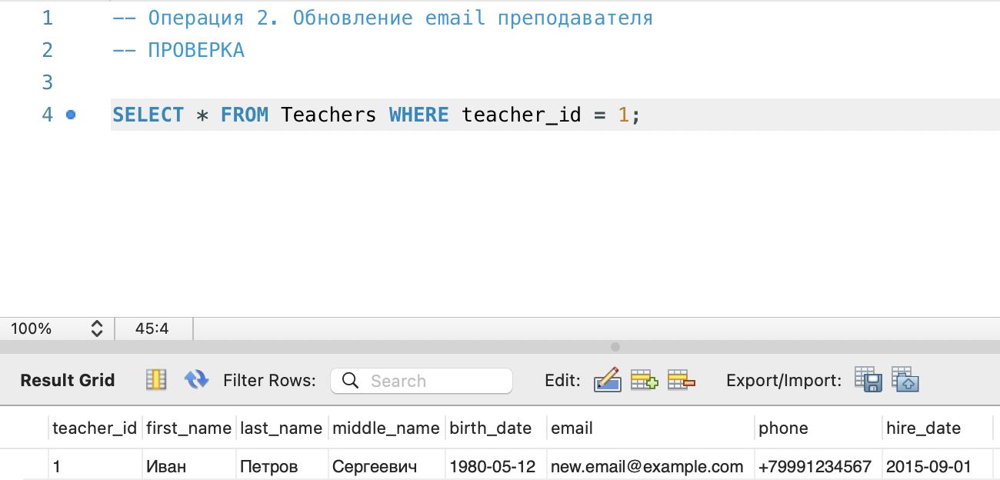 1 -- Операция 2. Обновление email преподавателя
2 -- ПРОВЕРКА
3
4 SELECT * FROM Teachers WHERE teacher_id = 1;
100% 45:4
Result Grid Filter Rows: Search Edit: Export/Import:
teacher_id first_name last_name middle_name birth_date email phone hire_date
1 Иван Петров Сергеевич 1980-05-12 new.email@example.com +79991234567 2015-09-01